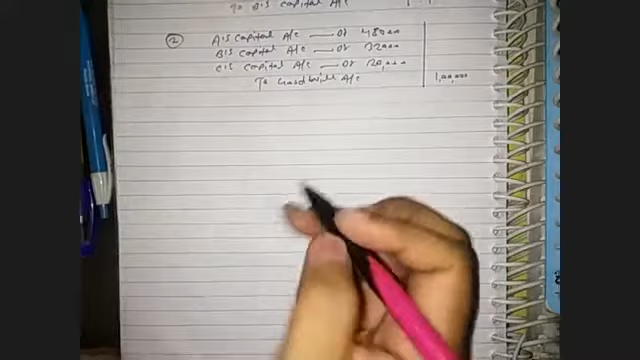 To B's Capital A/c
② A's Capital A/c — Dr 48000
B's Capital A/c — Dr 32000
C's Capital A/c — Dr 20,000
To Goodwill A/c 1,00,000